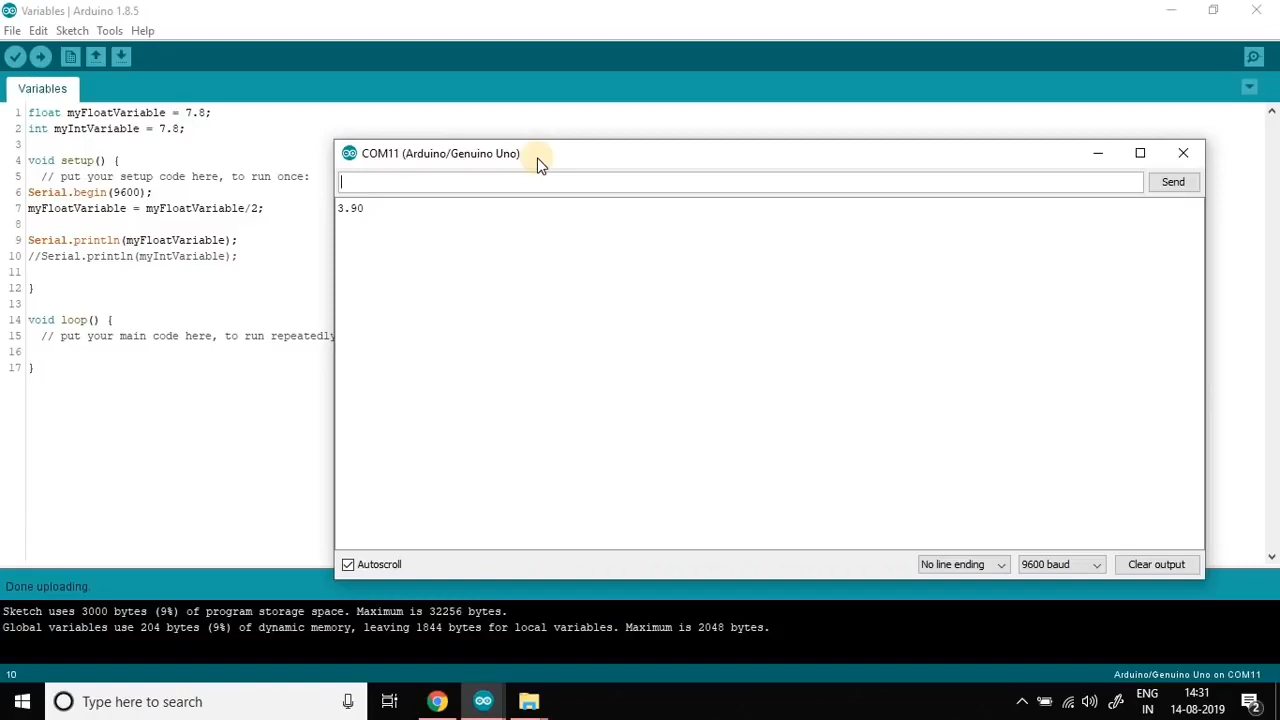 Variables | Arduino 1.8.5
File Edit Sketch Tools Help
Variables
1 float myFloatVariable = 7.8;
2 int myIntVariable = 7.8;
3
4 void setup() {
5 // put your setup code here, to run once:
6 Serial.begin(9600);
7 myFloatVariable = myFloatVariable/2;
8
9 Serial.println(myFloatVariable);
10 //Serial.println(myIntVariable);
11
12 }
13
14 void loop() {
15 // put your main code here, to run repeatedly
16
17 }
COM11 (Arduino/Genuino Uno)
Send
3.90
Autoscroll
No line ending
9600 baud
Clear output
Done uploading.
Sketch uses 3000 bytes (9%) of program storage space. Maximum is 32256 bytes.
Global variables use 204 bytes (9%) of dynamic memory, leaving 1844 bytes for local variables. Maximum is 2048 bytes.
10
Arduino/Genuino Uno on COM11
Type here to search
ENG
IN
14:31
14-08-2019
2